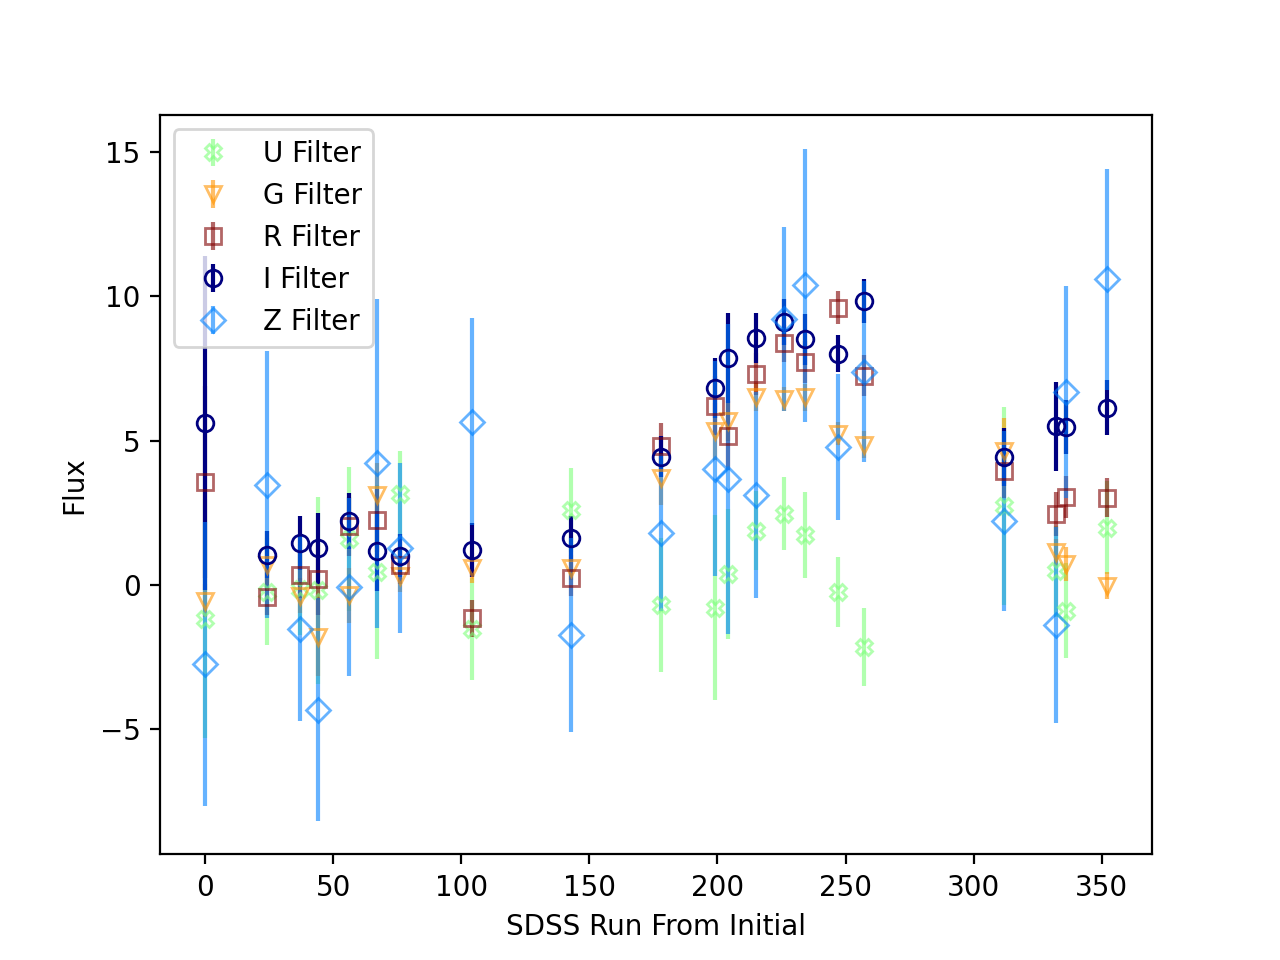 15
10
5
0
−5
Flux
U Filter
G Filter
R Filter
I Filter
Z Filter
0 50 100 150 200 250 300 350
SDSS Run From Initial